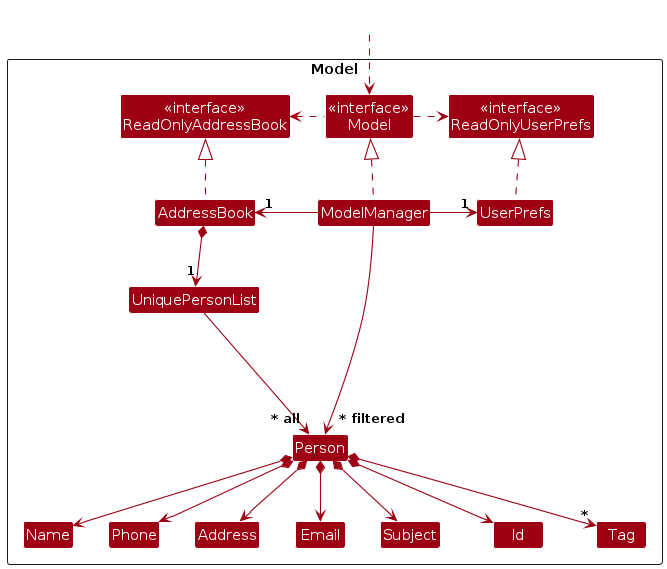 Model
«interface»
ReadOnlyAddressBook
«interface»
Model
«interface»
ReadOnlyUserPrefs
AddressBook
1
ModelManager
1
UserPrefs
1
UniquePersonList
* all
* filtered
Person
*
Name
Phone
Address
Email
Subject
Id
Tag